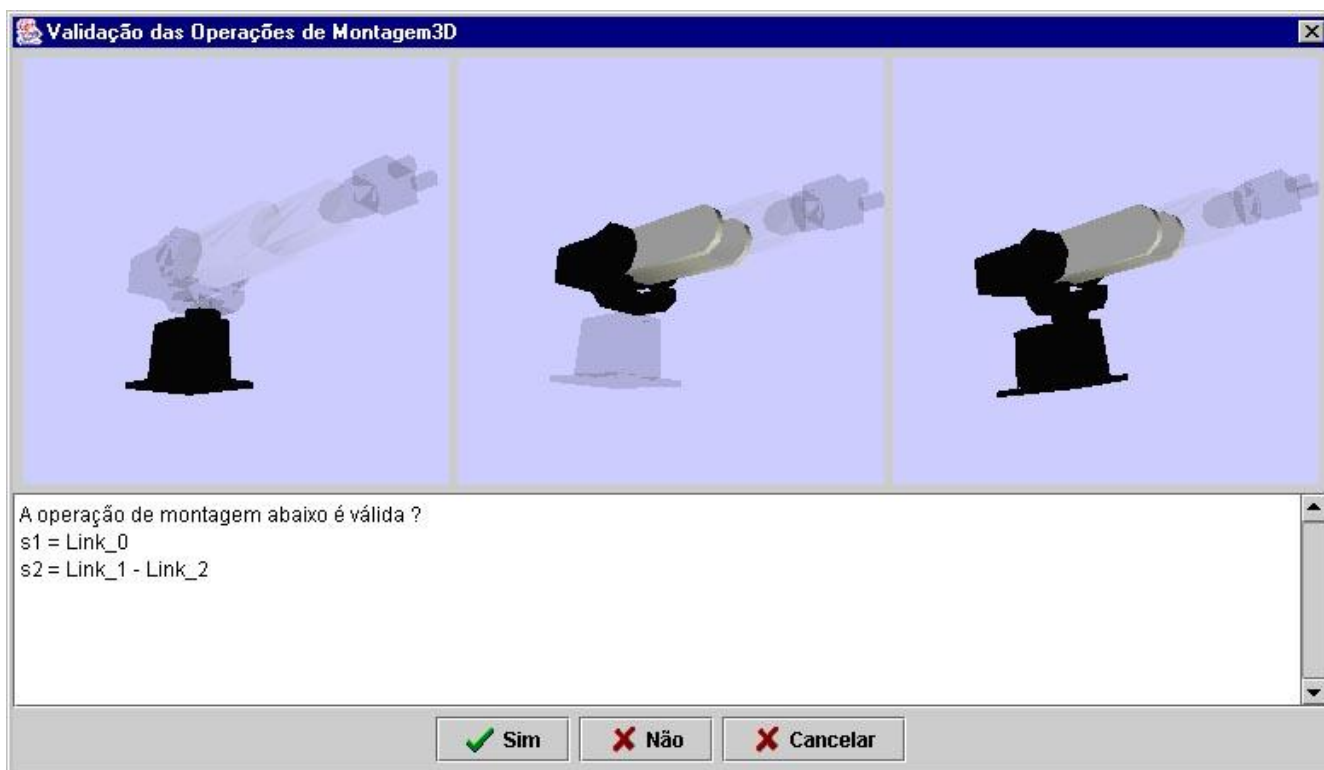 Validação das Operações de Montagem3D
A operação de montagem abaixo é válida ?
s1 = Link_0
s2 = Link_1 - Link_2
Sim
Não
Cancelar